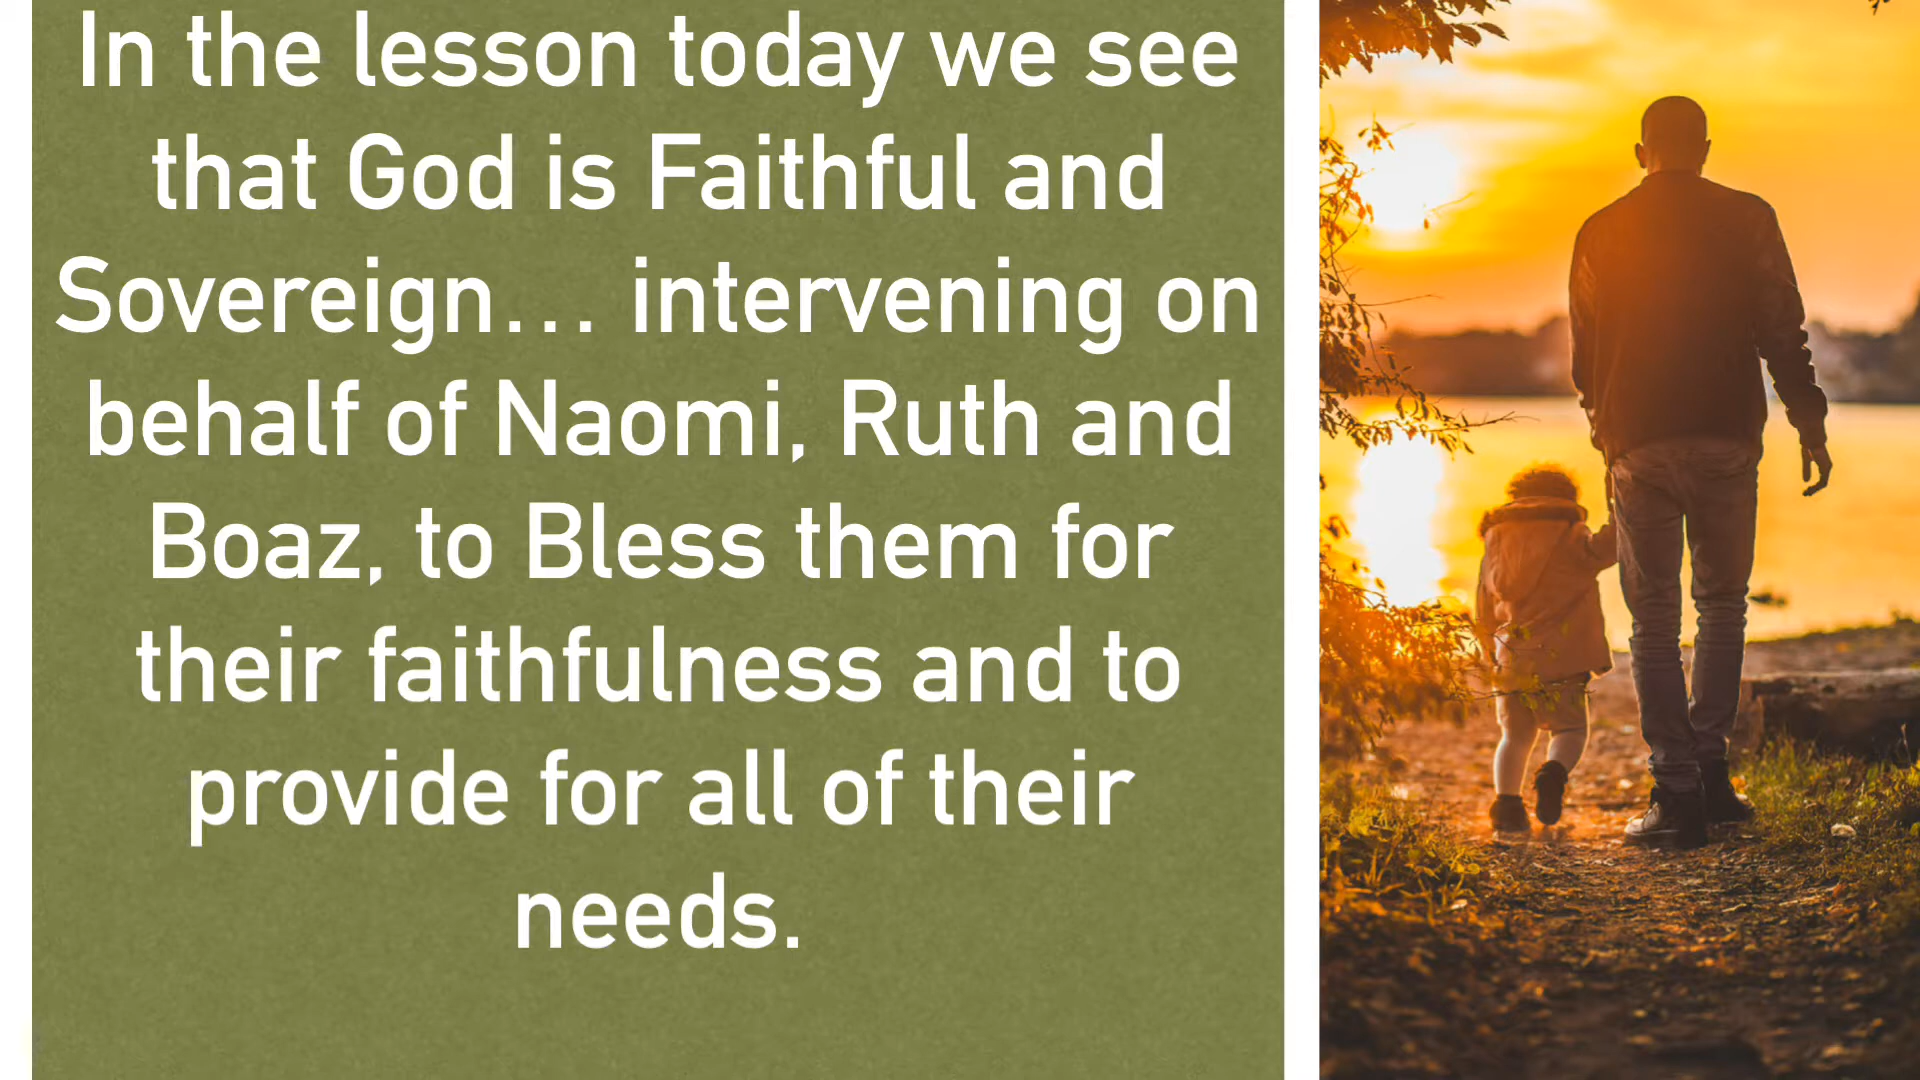 In the lesson today we see
that God is Faithful and
Sovereign... intervening on
behalf of Naomi, Ruth and
Boaz, to Bless them for
their faithfulness and to
provide for all of their
needs.